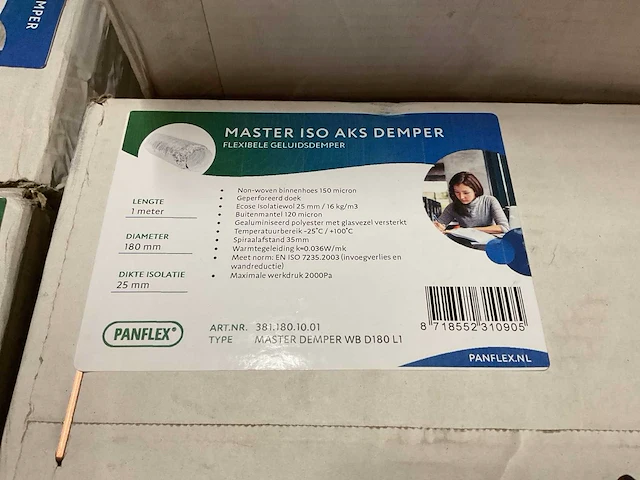 MPER
MASTER ISO AKS DEMPER
FLEXIBELE GELUIDSDEMPER
LENGTE
1 meter
DIAMETER
180 mm
DIKTE ISOLATIE
25 mm
• Non-woven binnenhoes 150 micron
• Geperforeerd doek
• Ecose isolatiewol 25 mm / 16 kg/m3
• Buitenmantel 120 micron
• Gealuminiseerd polyester met glasvezel versterkt
• Temperatuurbereik -25˚C / +100˚C
• Spiraalafstand 35mm
• Warmtegeleiding k=0.036W/mk
• Meet norm: EN ISO 7235.2003 (invoegverlies en
wandreductie)
• Maximale werkdruk 2000Pa
PANFLEX®
ART.NR. 381.180.10.01
TYPE MASTER DEMPER WB D180 L1
8 718552 310905
PANFLEX.NL